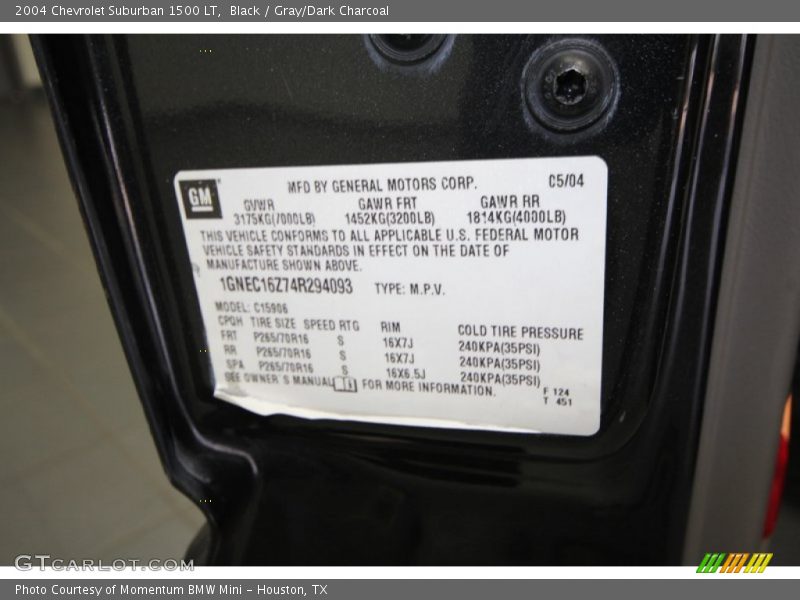 2004 Chevrolet Suburban 1500 LT, Black / Gray/Dark Charcoal
GM MFD BY GENERAL MOTORS CORP. 05/04
GVWR GAWR FRT GAWR RR
3175KG(7000LB) 1452KG(3200LB) 1814KG(4000LB)
THIS VEHICLE CONFORMS TO ALL APPLICABLE U.S. FEDERAL MOTOR
VEHICLE SAFETY STANDARDS IN EFFECT ON THE DATE OF
MANUFACTURE SHOWN ABOVE.
1GNEC16Z74R294093 TYPE: M.P.V.
MODEL: C15906
TIRE SIZE SPEED RTG RIM COLD TIRE PRESSURE
FRT P265/70R16 S 16X7J 240KPA(35PSI)
RR P265/70R16 S 16X7J 240KPA(35PSI)
SPA P265/70R16 S 16X6.5J 240KPA(35PSI)
SEE OWNER'S MANUAL FOR MORE INFORMATION.
F 124
T 451
GTCARLOT.COM
Photo Courtesy of Momentum BMW Mini – Houston, TX